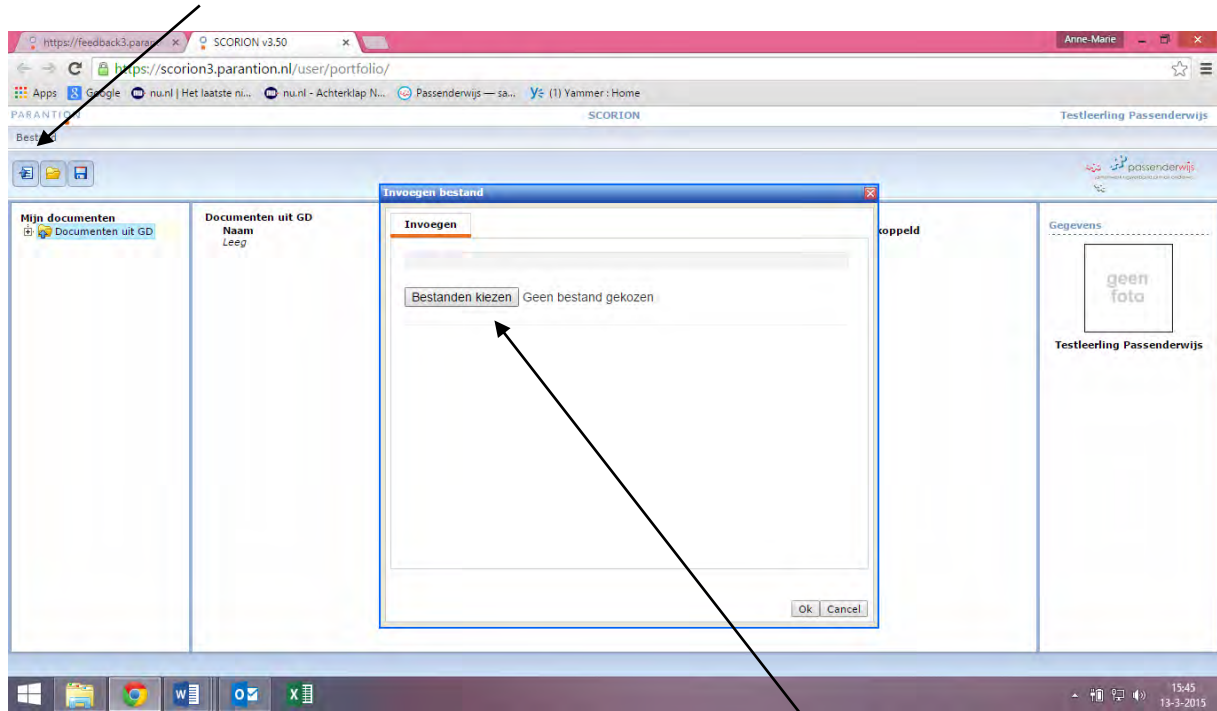 https://feedback3.paran
SCORION v3.50
Anne-Marie
https://scorion3.parantion.nl/user/portfolio/
Apps Google nu.nl | Het laatste ni... nu.nl - Achterklap N... Passenderwijs — sa... (1) Yammer : Home
PARANTION SCORION Testleerling Passenderwijs
Bestand
passenderwijs
Invoegen bestand
Mijn documenten
Documenten uit GD
Documenten uit GD
Naam
Leeg
Invoegen
Bestanden kiezen Geen bestand gekozen
Ok Cancel
koppeld
Gegevens
geen
foto
Testleerling Passenderwijs
15:45
13-3-2015